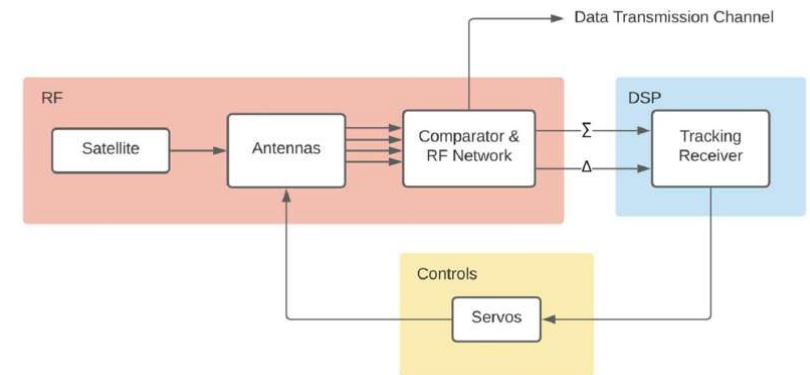 Data Transmission Channel
RF
DSP
Satellite
Antennas
Comparator &
RF Network
Σ
Δ
Tracking
Receiver
Controls
Servos